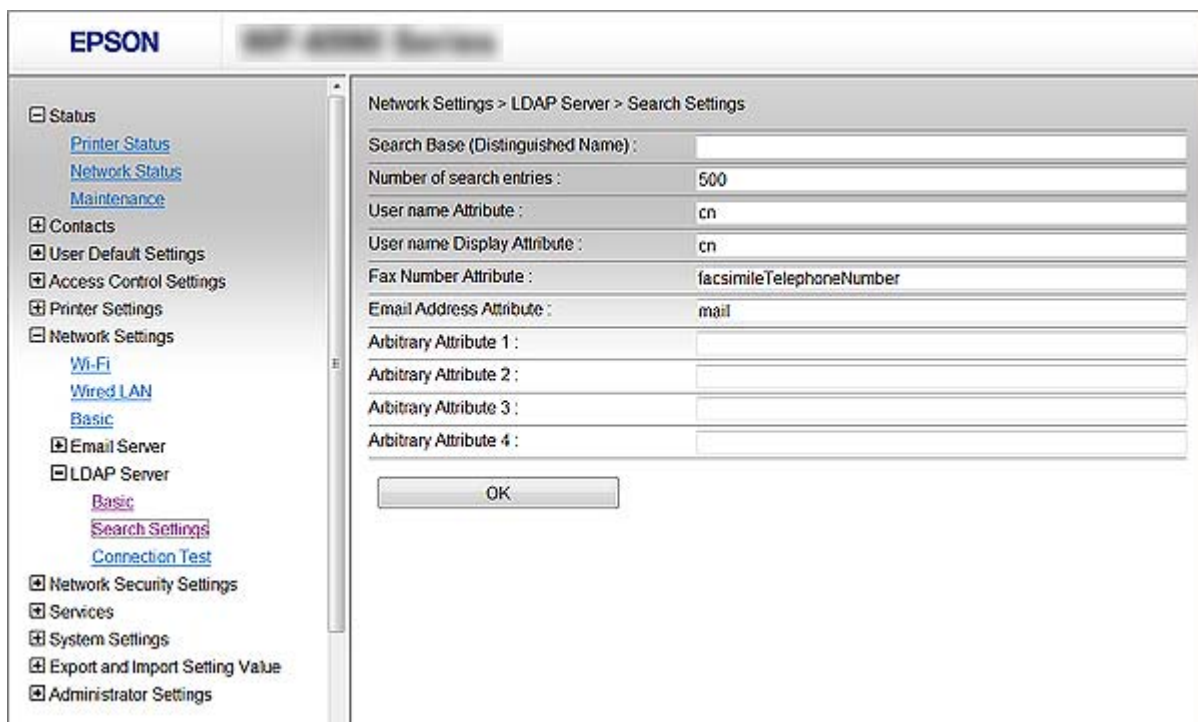 EPSON
Status
Printer Status
Network Status
Maintenance
Contacts
User Default Settings
Access Control Settings
Printer Settings
Network Settings
Wi-Fi
Wired LAN
Basic
Email Server
LDAP Server
Basic
Search Settings
Connection Test
Network Security Settings
Services
System Settings
Export and Import Setting Value
Administrator Settings
Network Settings > LDAP Server > Search Settings
Search Base (Distinguished Name) :
Number of search entries : 500
User name Attribute : cn
User name Display Attribute : cn
Fax Number Attribute : facsimileTelephoneNumber
Email Address Attribute : mail
Arbitrary Attribute 1 :
Arbitrary Attribute 2 :
Arbitrary Attribute 3 :
Arbitrary Attribute 4 :
OK